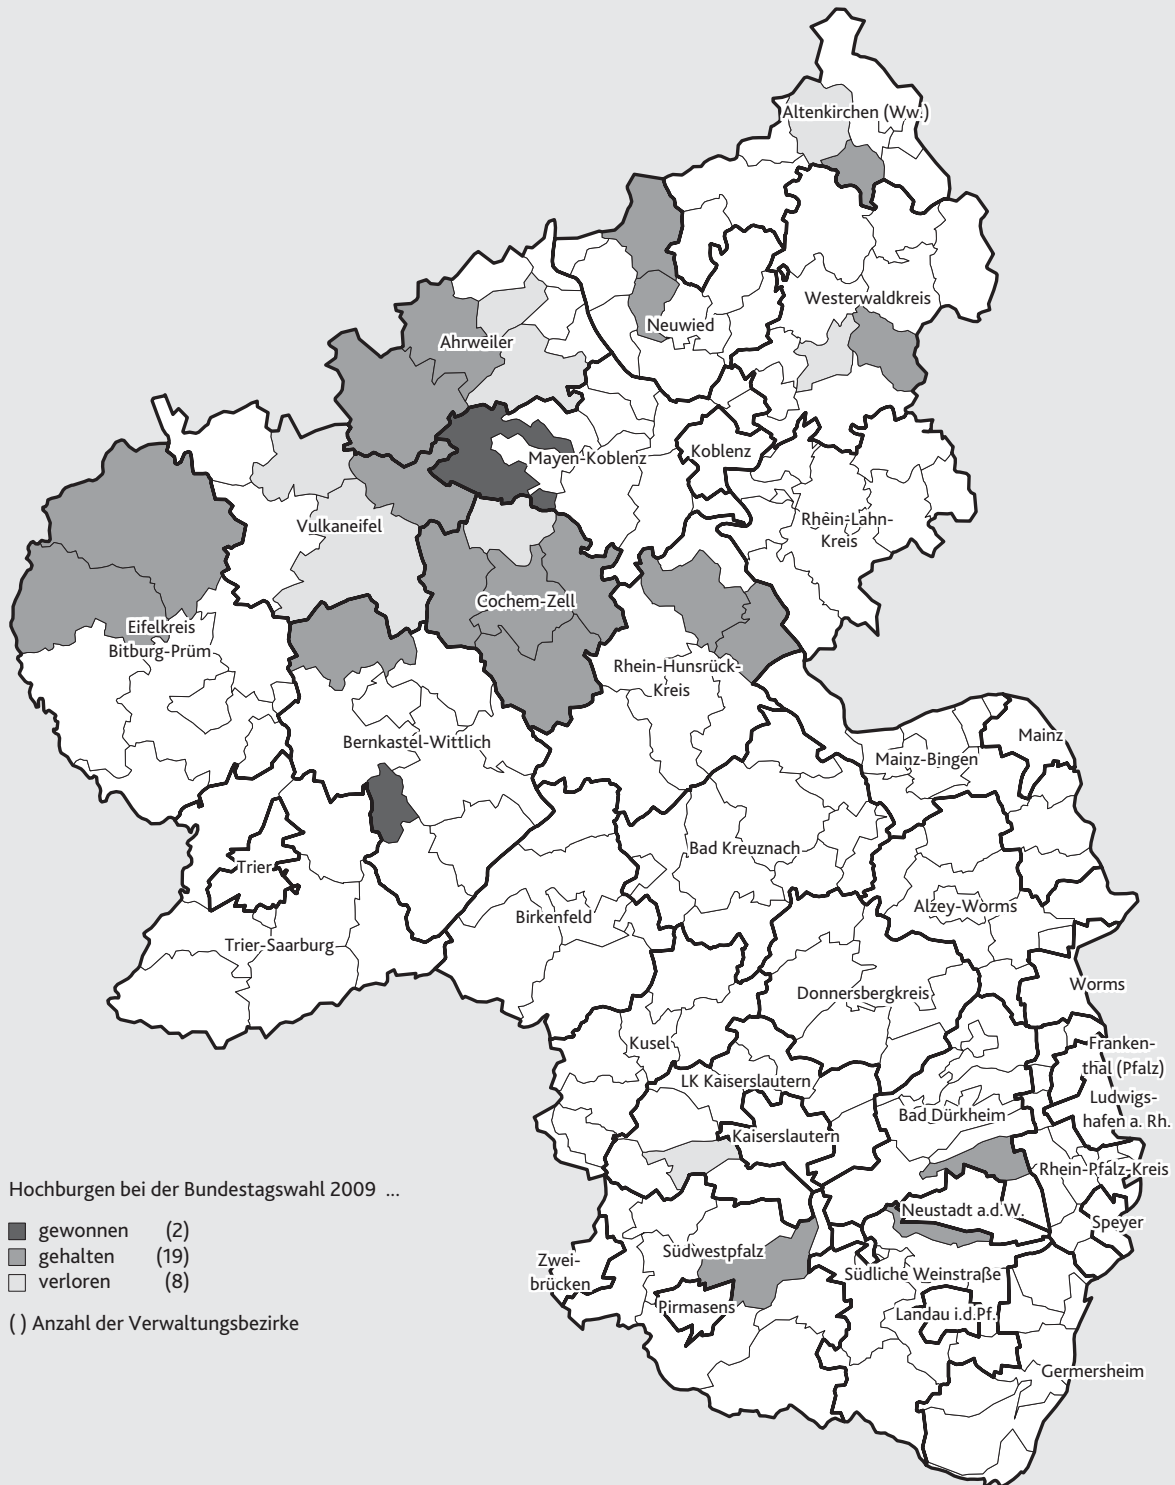 Altenkirchen (Ww.)
Westerwaldkreis
Neuwied
Ahrweiler
Mayen-Koblenz
Koblenz
Vulkaneifel
Rhein-Lahn-
Kreis
Cochem-Zell
Eifelkreis
Bitburg-Prüm
Rhein-Hunsrück-
Kreis
Bernkastel-Wittlich
Mainz
Mainz-Bingen
Bad Kreuznach
Trier
Alzey-Worms
Birkenfeld
Trier-Saarburg
Worms
Donnersbergkreis
Kusel
Franken-
thal (Pfalz)
LK Kaiserslautern
Ludwigs-
hafen a. Rh.
Bad Dürkheim
Kaiserslautern
Rhein-Pfalz-Kreis
Neustadt a.d.W.
Speyer
Südwestpfalz
Zwei-
brücken
Südliche Weinstraße
Pirmasens
Landau i.d.Pf.
Germersheim
Hochburgen bei der Bundestagswahl 2009 ...
gewonnen (2)
gehalten (19)
verloren (8)
( ) Anzahl der Verwaltungsbezirke